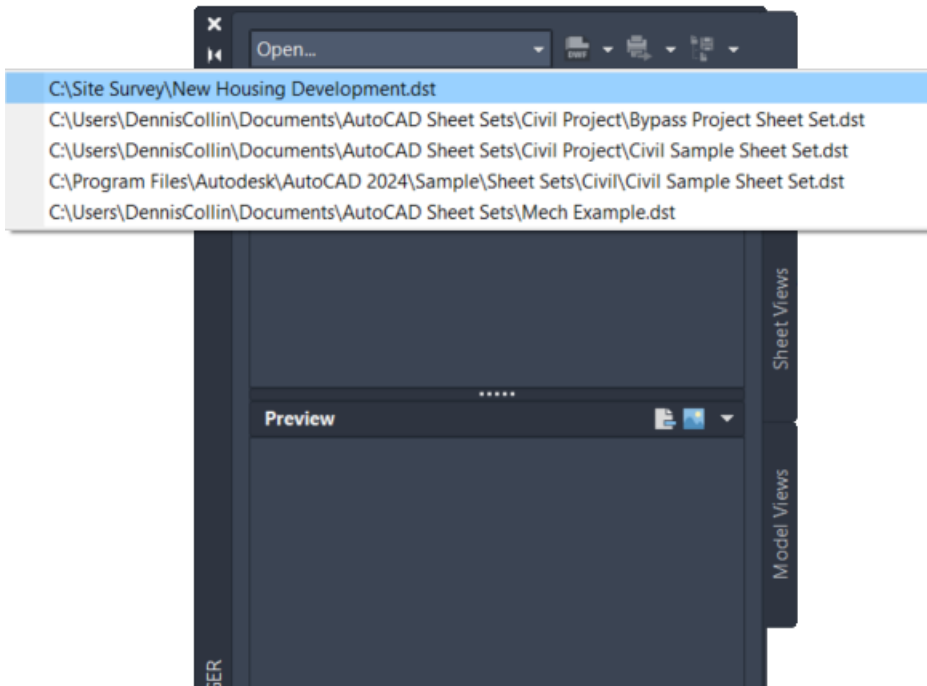 Open...
DWF
C:\Site Survey\New Housing Development.dst
C:\Users\DennisCollin\Documents\AutoCAD Sheet Sets\Civil Project\Bypass Project Sheet Set.dst
C:\Users\DennisCollin\Documents\AutoCAD Sheet Sets\Civil Project\Civil Sample Sheet Set.dst
C:\Program Files\Autodesk\AutoCAD 2024\Sample\Sheet Sets\Civil\Civil Sample Sheet Set.dst
C:\Users\DennisCollin\Documents\AutoCAD Sheet Sets\Mech Example.dst
Sheet Views
Preview
Model Views